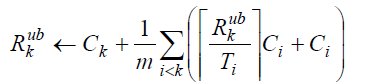 R_k^{ub} ← C_k + \frac{1}{m} \sum_{i<k} \left( \left\lceil \frac{R_k^{ub}}{T_i} \right\rceil C_i + C_i \right)